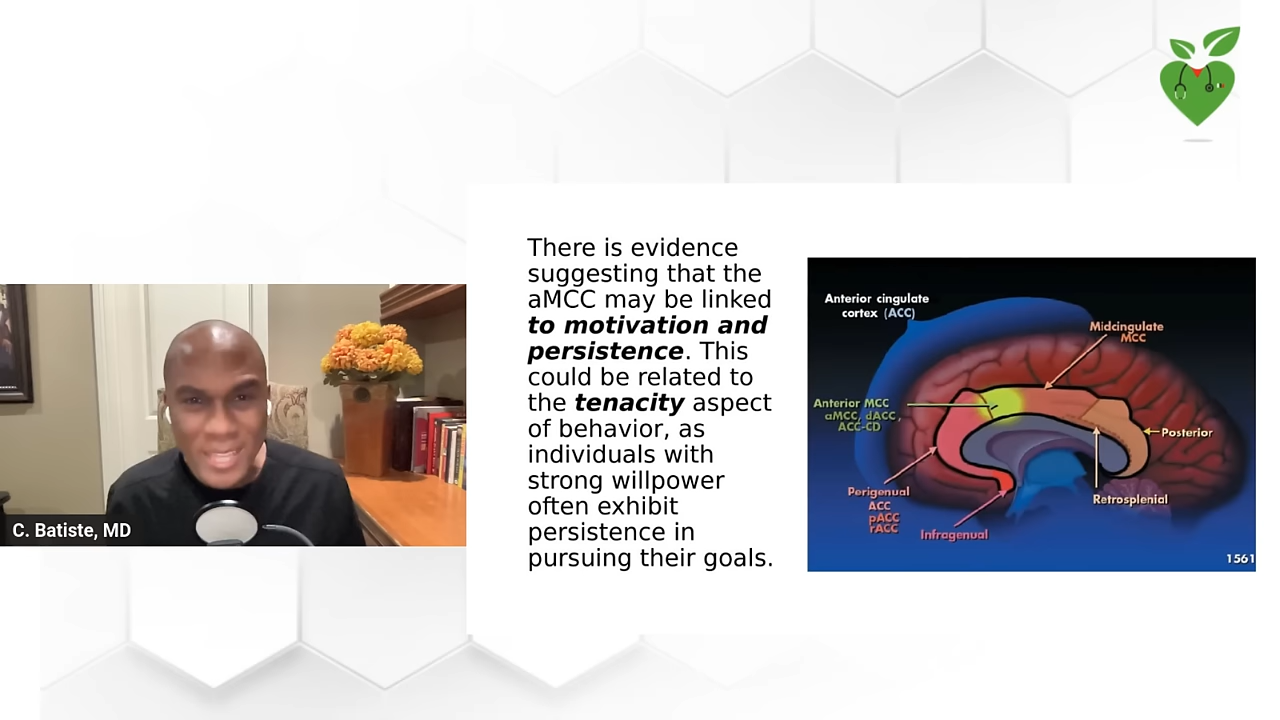 There is evidence
suggesting that the
aMCC may be linked
to motivation and
persistence. This
could be related to
the tenacity aspect
of behavior, as
individuals with
strong willpower
often exhibit
persistence in
pursuing their goals.
Anterior cingulate
cortex (ACC)
Midcingulate
MCC
Anterior MCC
aMCC, dACC,
ACC-CD
Posterior
Perigenual
ACC
pACC
rACC
Retrosplenial
Infragenual
1561
C. Batiste, MD